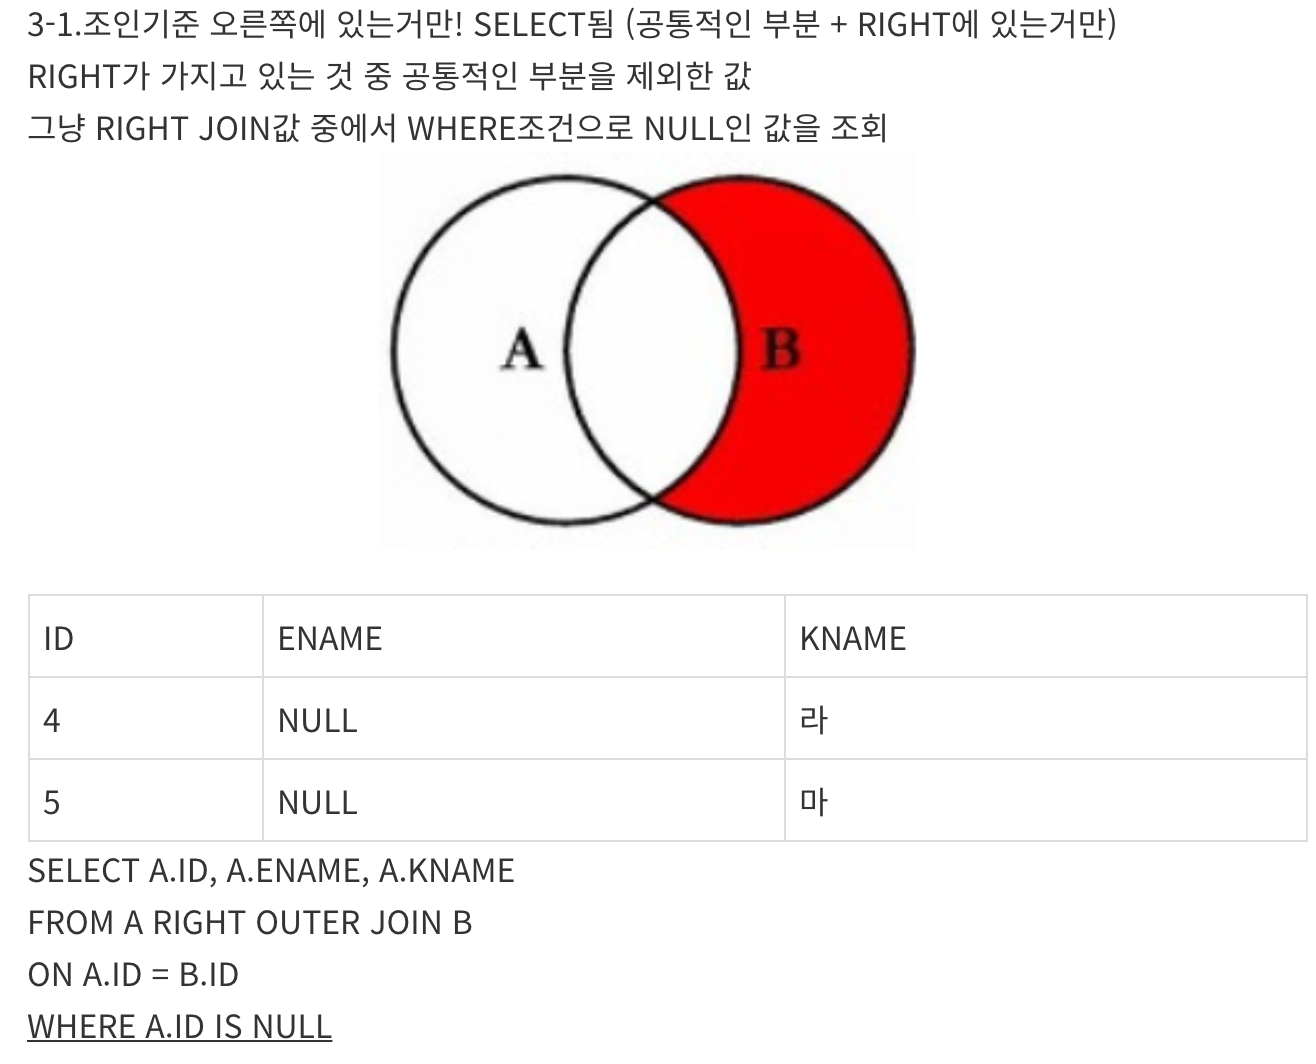 3-1.조인기준 오른쪽에 있는거만! SELECT됨 (공통적인 부분 + RIGHT에 있는거만)
RIGHT가 가지고 있는 것 중 공통적인 부분을 제외한 값
그냥 RIGHT JOIN값 중에서 WHERE조건으로 NULL인 값을 조회
A B
ID ENAME KNAME
4 NULL 라
5 NULL 마
SELECT A.ID, A.ENAME, A.KNAME
FROM A RIGHT OUTER JOIN B
ON A.ID = B.ID
WHERE A.ID IS NULL